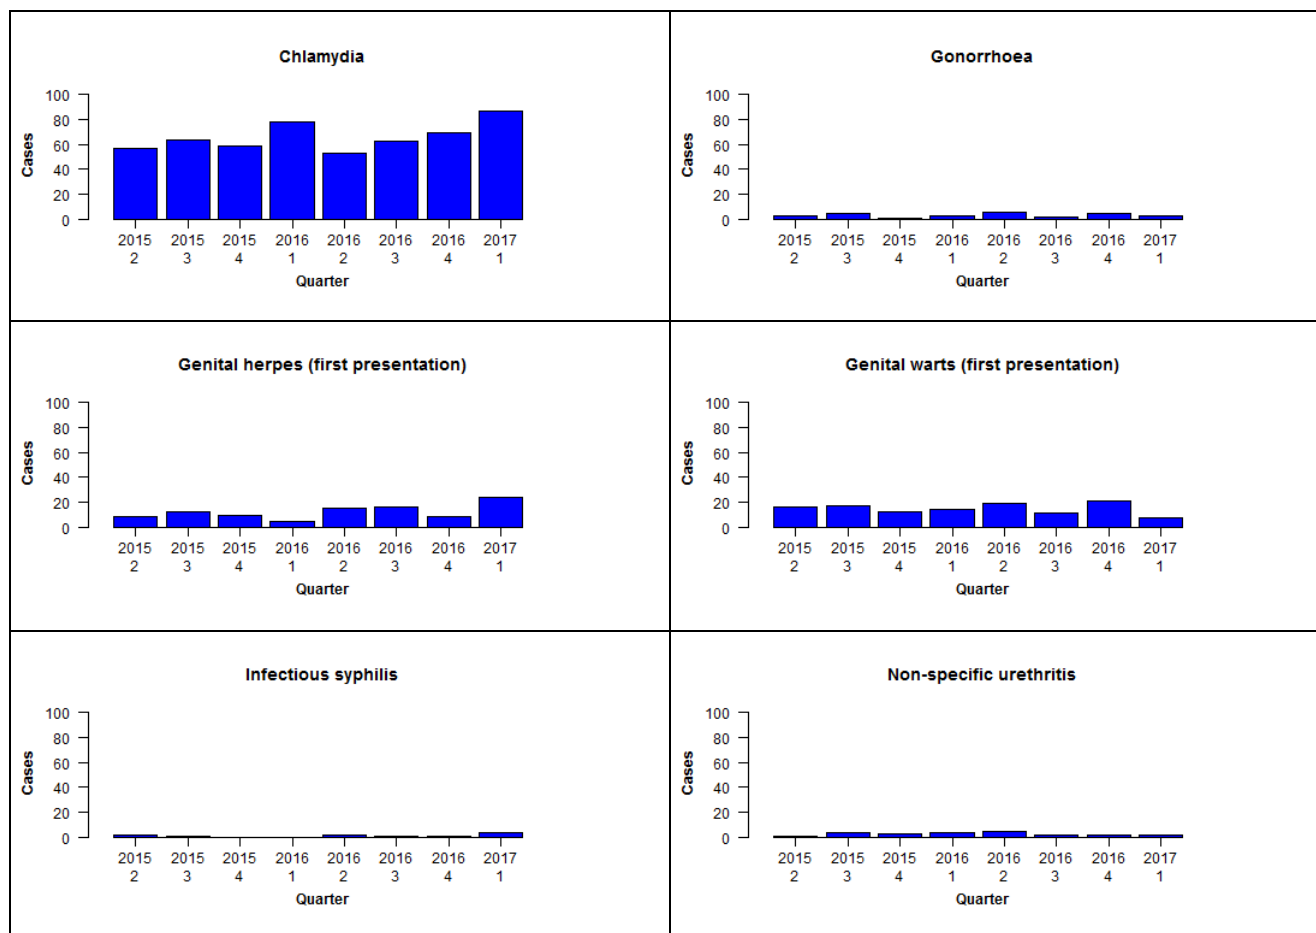 Chlamydia
100
80
60
40
20
0
Cases
2015 2015 2015 2016 2016 2016 2016 2017
2 3 4 1 2 3 4 1
Quarter
Gonorrhoea
100
80
60
40
20
0
Cases
2015 2015 2015 2016 2016 2016 2016 2017
2 3 4 1 2 3 4 1
Quarter
Genital herpes (first presentation)
100
80
60
40
20
0
Cases
2015 2015 2015 2016 2016 2016 2016 2017
2 3 4 1 2 3 4 1
Quarter
Genital warts (first presentation)
100
80
60
40
20
0
Cases
2015 2015 2015 2016 2016 2016 2016 2017
2 3 4 1 2 3 4 1
Quarter
Infectious syphilis
100
80
60
40
20
0
Cases
2015 2015 2015 2016 2016 2016 2016 2017
2 3 4 1 2 3 4 1
Quarter
Non-specific urethritis
100
80
60
40
20
0
Cases
2015 2015 2015 2016 2016 2016 2016 2017
2 3 4 1 2 3 4 1
Quarter